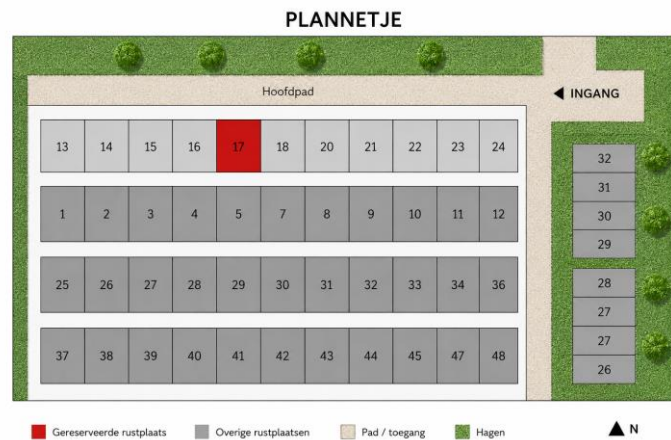 PLANNETJE
Hoofdpad
INGANG
13 14 15 16 17 18 20 21 22 23 24
1 2 3 4 5 7 8 9 10 11 12
25 26 27 28 29 30 31 32 33 34 36
37 38 39 40 41 42 43 44 45 47 48
32
31
30
29
28
27
27
26
Gereserveerde rustplaats Overige rustplaatsen Pad / toegang Hagen N